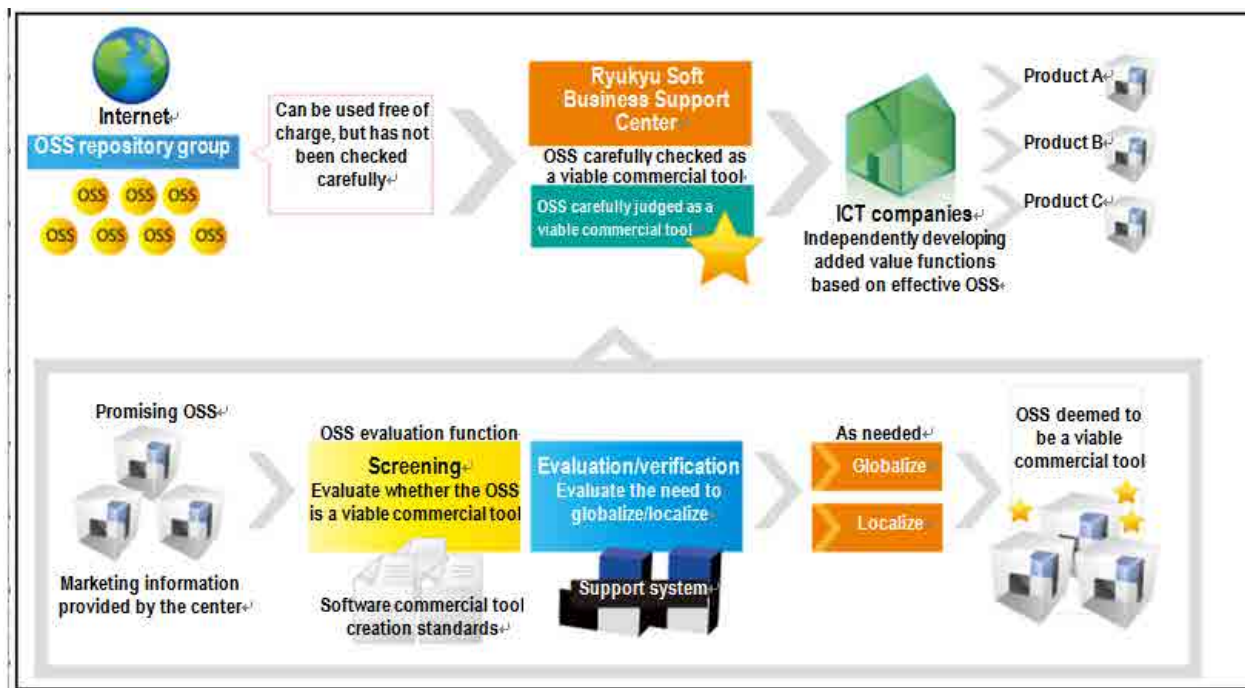 Internet
OSS repository group
OSS OSS OSS
OSS OSS OSS OSS
Can be used free of
charge, but has not
been checked
carefully
Ryukyu Soft
Business Support
Center
OSS carefully checked as
a viable commercial tool
OSS carefully judged as a
viable commercial tool
ICT companies
Independently developing
added value functions
based on effective OSS
Product A
Product B
Product C
Promising OSS
Marketing information
provided by the center
OSS evaluation function
Screening
Evaluate whether the OSS
is a viable commercial tool
Software commercial tool
creation standards
Evaluation/verification
Evaluate the need to
globalize/localize
Support system
As needed
Globalize
Localize
OSS deemed to
be a viable
commercial tool